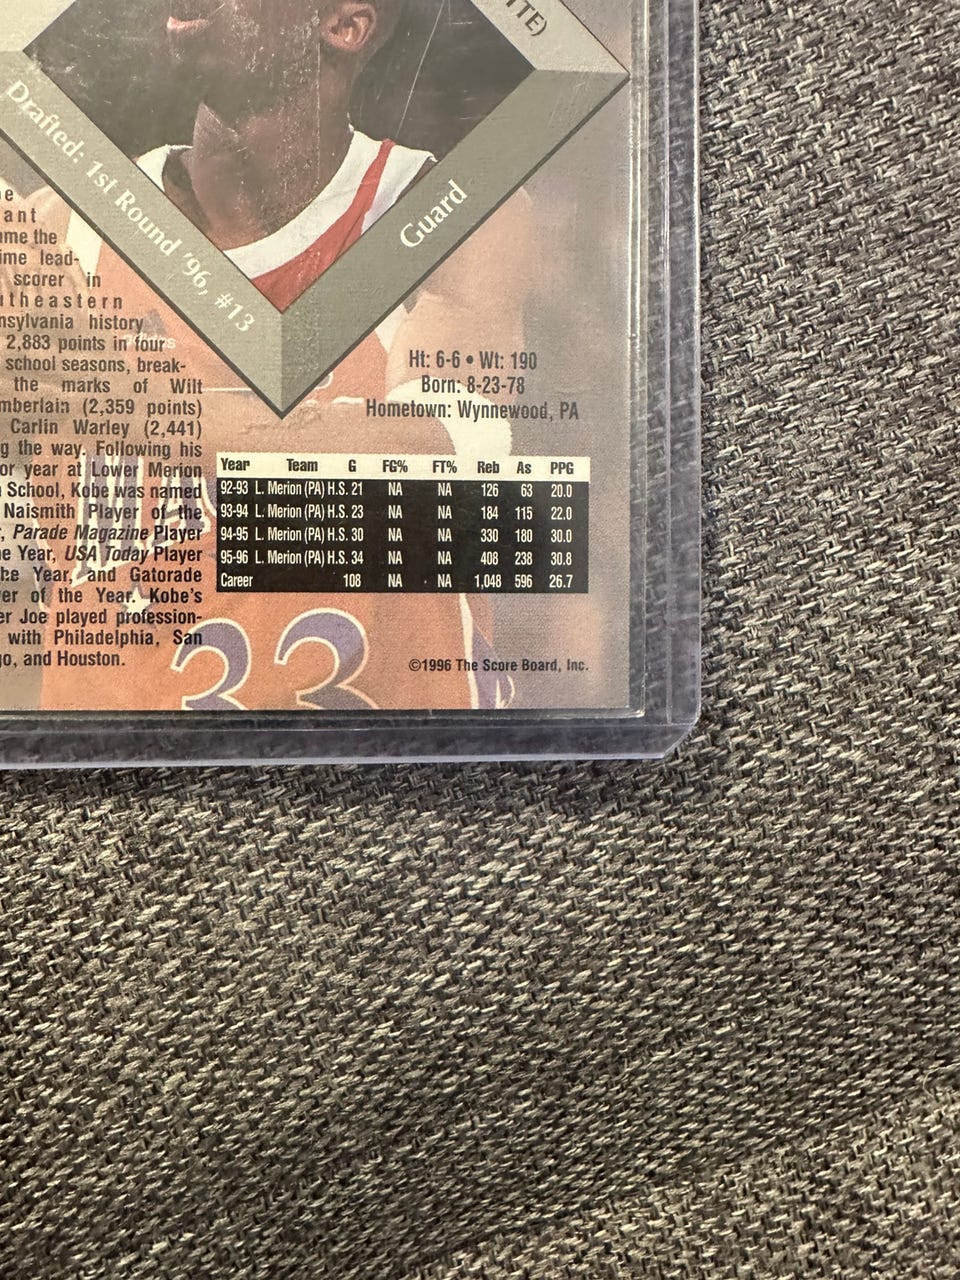 TTE)
Drafted: 1st Round '96, #13
Guard
ant
ame the
ime lead-
scorer in
utheastern
nsylvania history
2,883 points in four
school seasons, break-
the marks of Wilt
mberlain (2,359 points)
Carlin Warley (2,441)
g the way. Following his
or year at Lower Merion
School, Kobe was named
Naismith Player of the
, Parade Magazine Player
e Year, USA Today Player
he Year, and Gatorade
er of the Year. Kobe's
er Joe played profession-
with Philadelphia, San
go, and Houston.
Ht: 6-6 • Wt: 190
Born: 8-23-78
Hometown: Wynnewood, PA
Year Team G FG% FT% Reb As PPG
92-93 L. Merion (PA) H.S. 21 NA NA 126 63 20.0
93-94 L. Merion (PA) H.S. 23 NA NA 184 115 22.0
94-95 L. Merion (PA) H.S. 30 NA NA 330 180 30.0
95-96 L. Merion (PA) H.S. 34 NA NA 408 238 30.8
Career 108 NA NA 1,048 596 26.7
33
©1996 The Score Board, Inc.